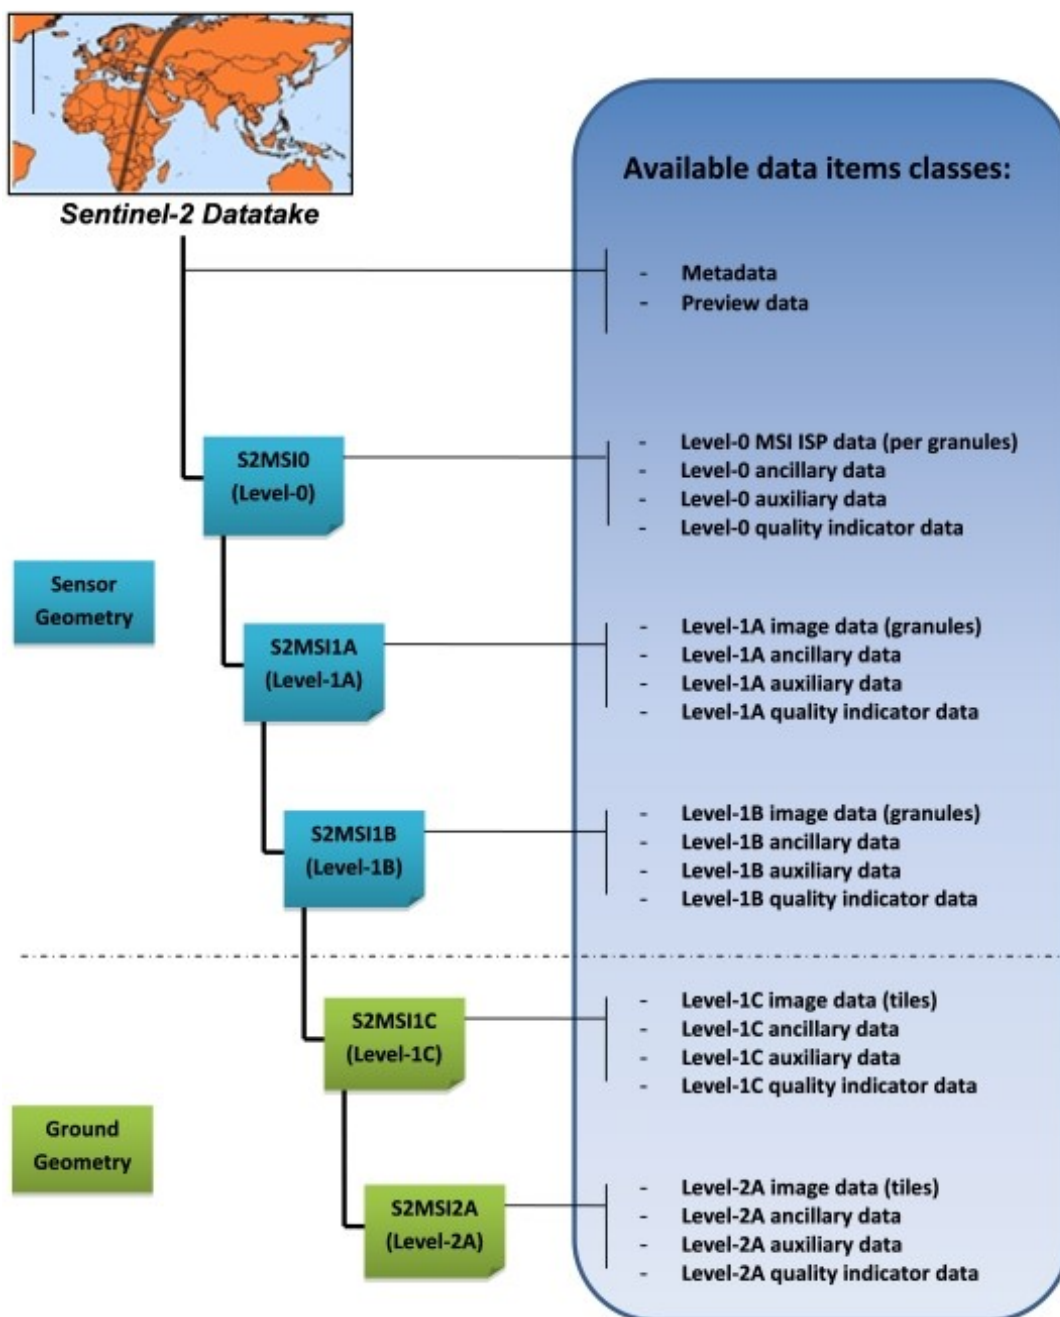 Sentinel-2 Datatake
Available data items classes:
- Metadata
- Preview data
S2MSI0
(Level-0)
- Level-0 MSI ISP data (per granules)
- Level-0 ancillary data
- Level-0 auxiliary data
- Level-0 quality indicator data
Sensor
Geometry
S2MSI1A
(Level-1A)
- Level-1A image data (granules)
- Level-1A ancillary data
- Level-1A auxiliary data
- Level-1A quality indicator data
S2MSI1B
(Level-1B)
- Level-1B image data (granules)
- Level-1B ancillary data
- Level-1B auxiliary data
- Level-1B quality indicator data
S2MSI1C
(Level-1C)
- Level-1C image data (tiles)
- Level-1C ancillary data
- Level-1C auxiliary data
- Level-1C quality indicator data
Ground
Geometry
S2MSI2A
(Level-2A)
- Level-2A image data (tiles)
- Level-2A ancillary data
- Level-2A auxiliary data
- Level-2A quality indicator data